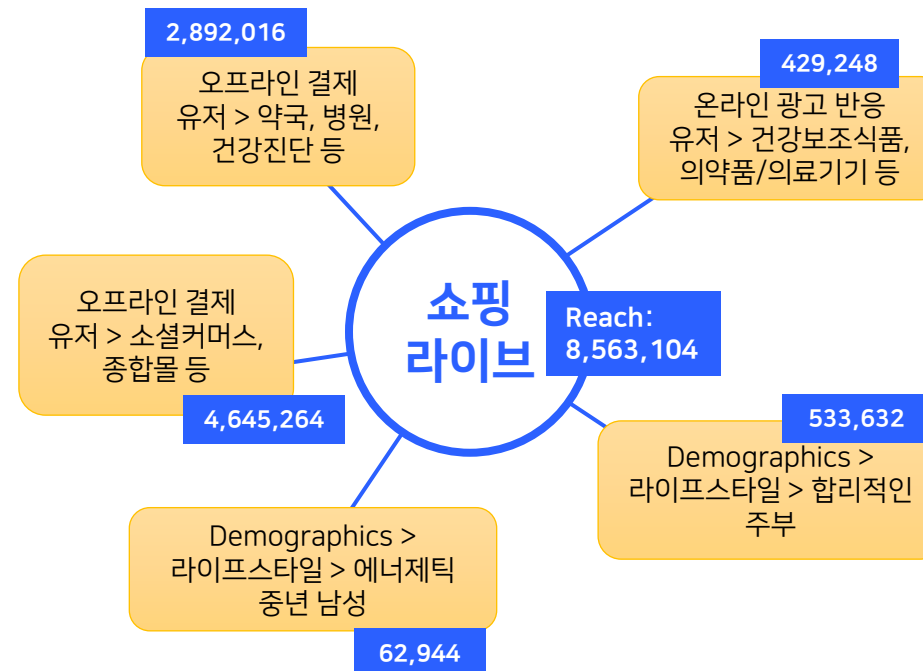 2,892,016
오프라인 결제
유저 > 약국, 병원,
건강진단 등
429,248
온라인 광고 반응
유저 > 건강보조식품,
의약품/의료기기 등
쇼핑
라이브
Reach:
8,563,104
오프라인 결제
유저 > 소셜커머스,
종합몰 등
4,645,264
533,632
Demographics >
라이프스타일 > 합리적인
주부
Demographics >
라이프스타일 > 에너제틱
중년 남성
62,944